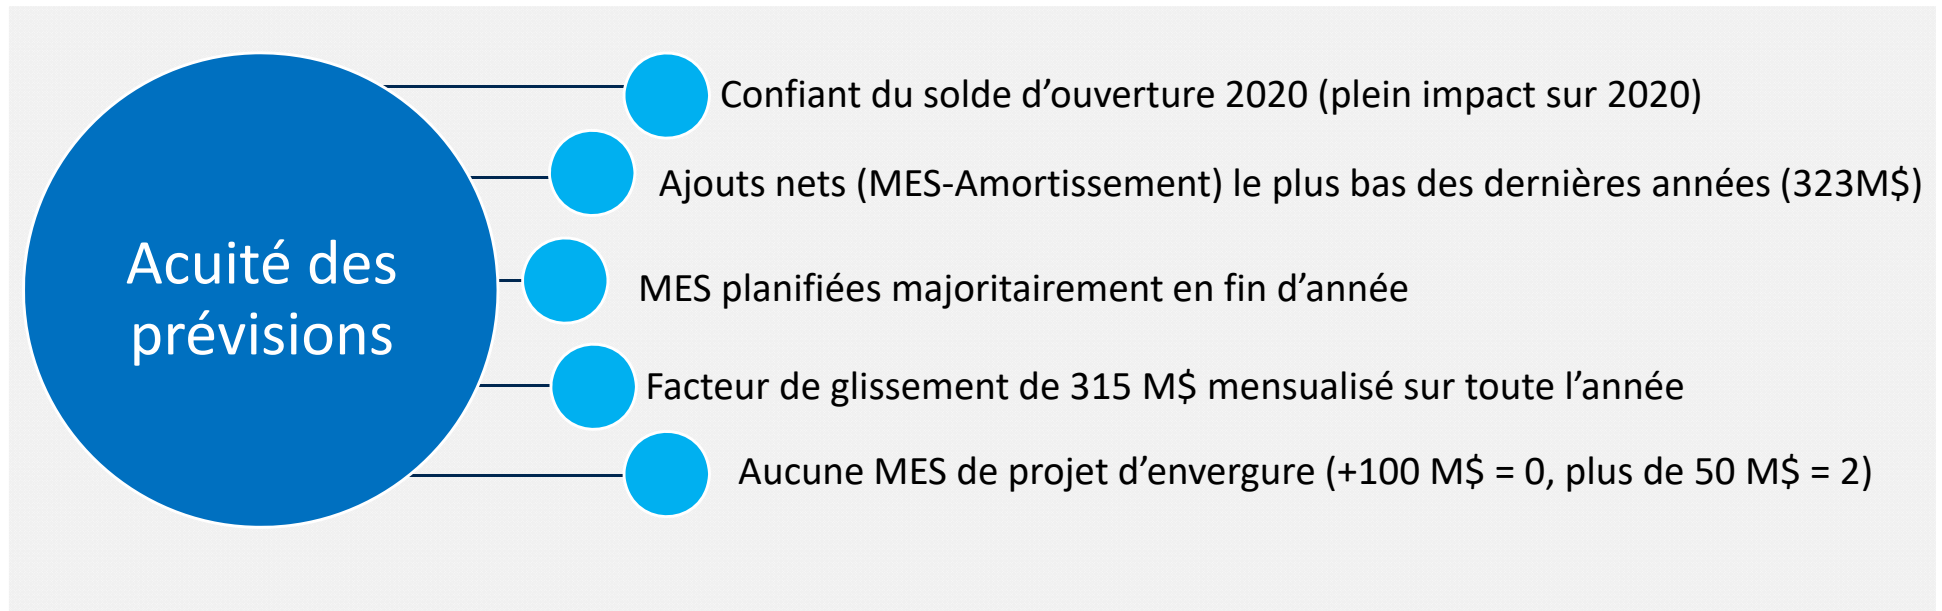 Acuité des
prévisions
Confiant du solde d’ouverture 2020 (plein impact sur 2020)
Ajouts nets (MES-Amortissement) le plus bas des dernières années (323M$)
MES planifiées majoritairement en fin d’année
Facteur de glissement de 315 M$ mensualisé sur toute l’année
Aucune MES de projet d’envergure (+100 M$ = 0, plus de 50 M$ = 2)